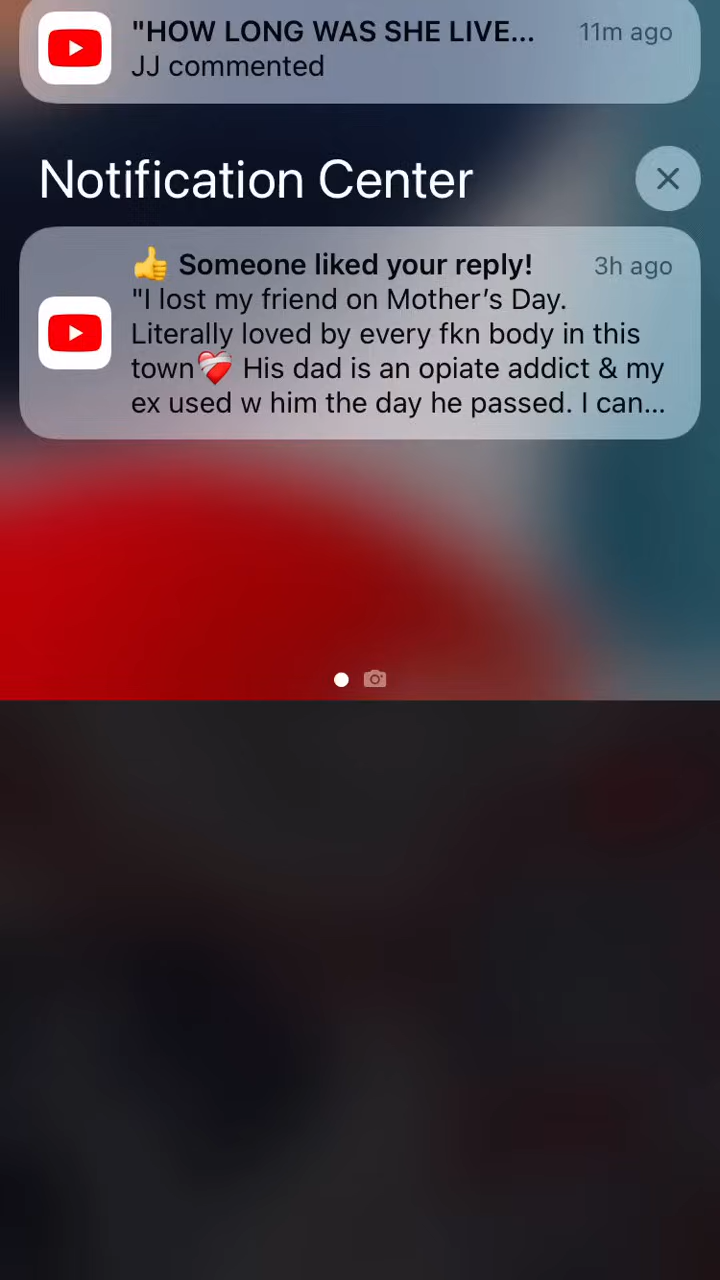 "HOW LONG WAS SHE LIVE... 11m ago
JJ commented
Notification Center
👍 Someone liked your reply! 3h ago
"I lost my friend on Mother’s Day.
Literally loved by every fkn body in this
town❤️‍🩹 His dad is an opiate addict & my
ex used w him the day he passed. I can...